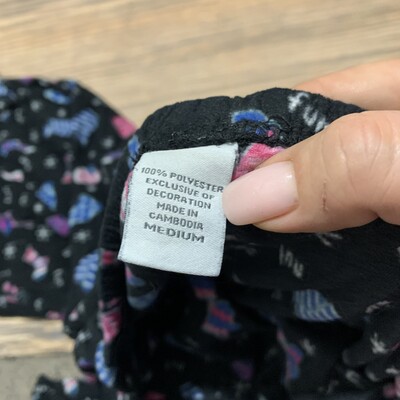 100% POLYESTER
EXCLUSIVE OF
DECORATION
MADE IN
CAMBODIA
MEDIUM